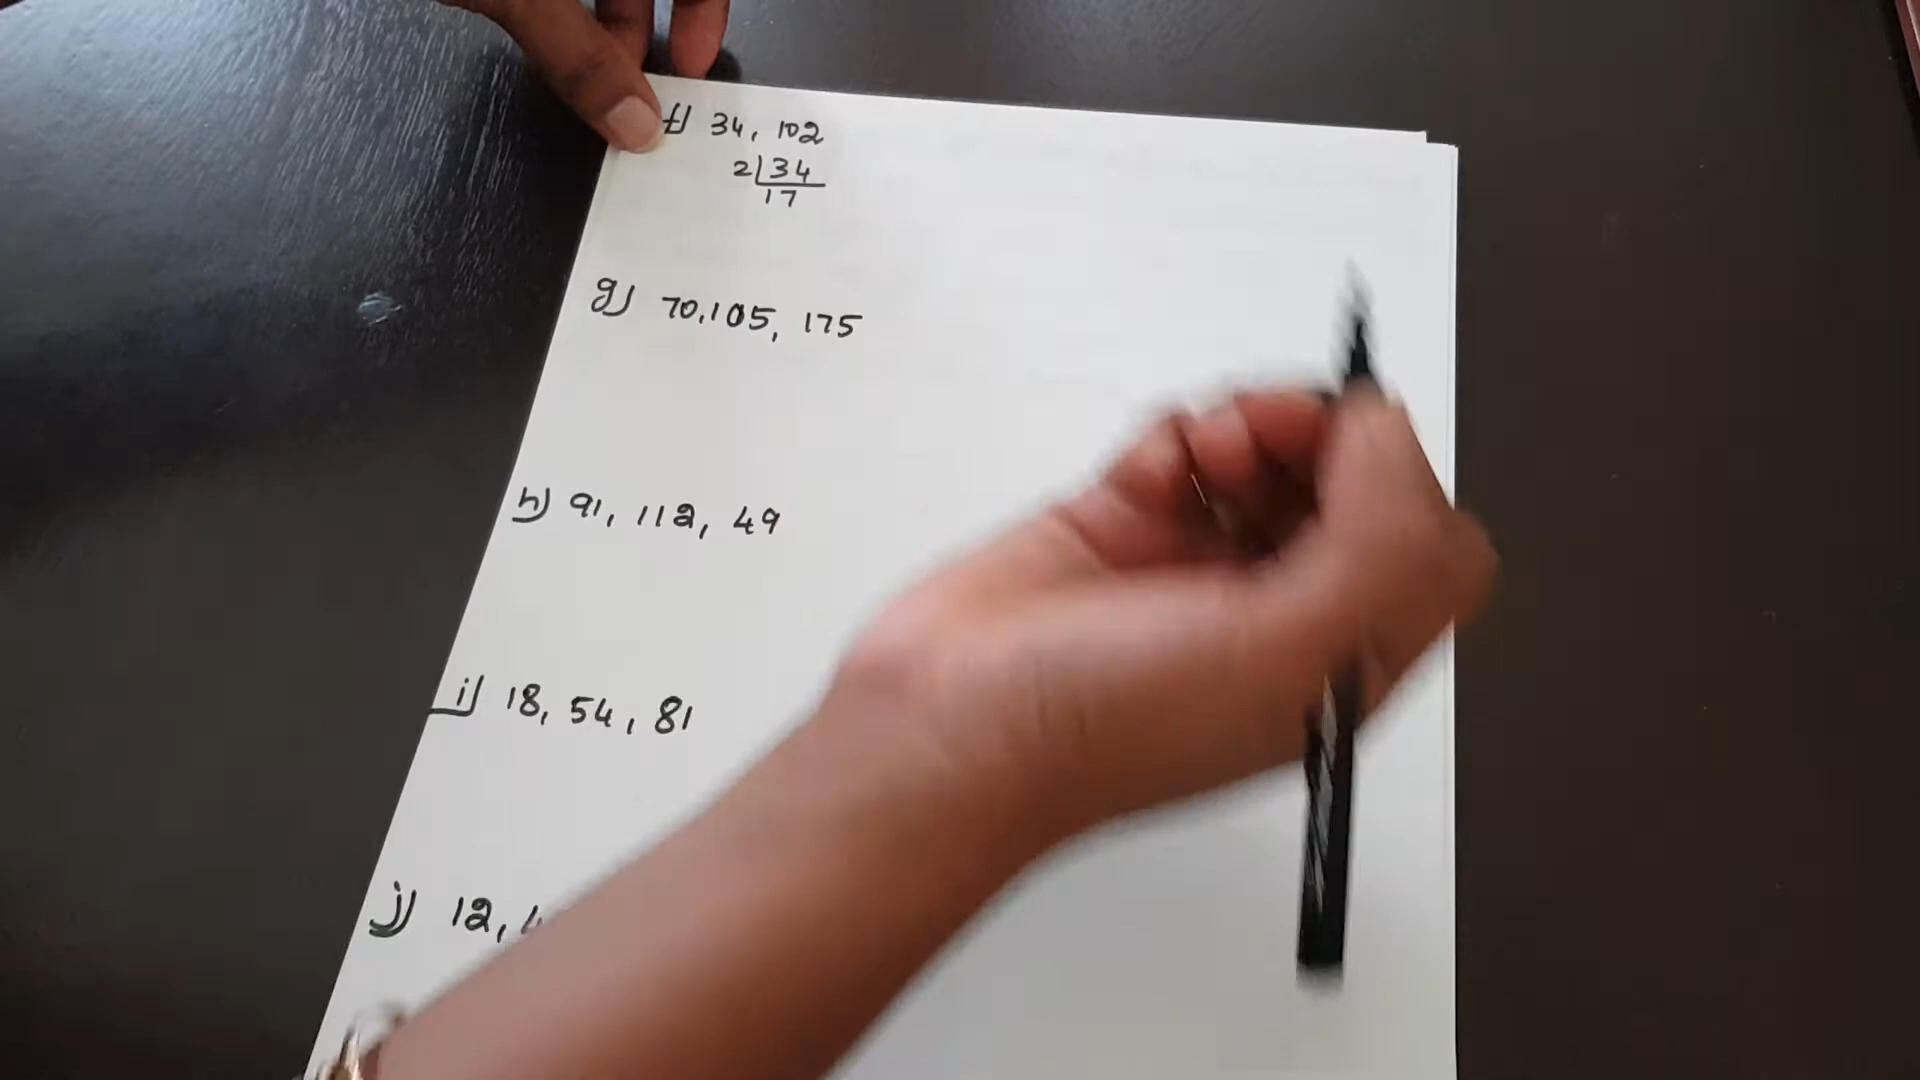 f) 34, 102
2 34
17
g) 70, 105, 175
h) 91, 112, 49
i) 18, 54, 81
j) 12,